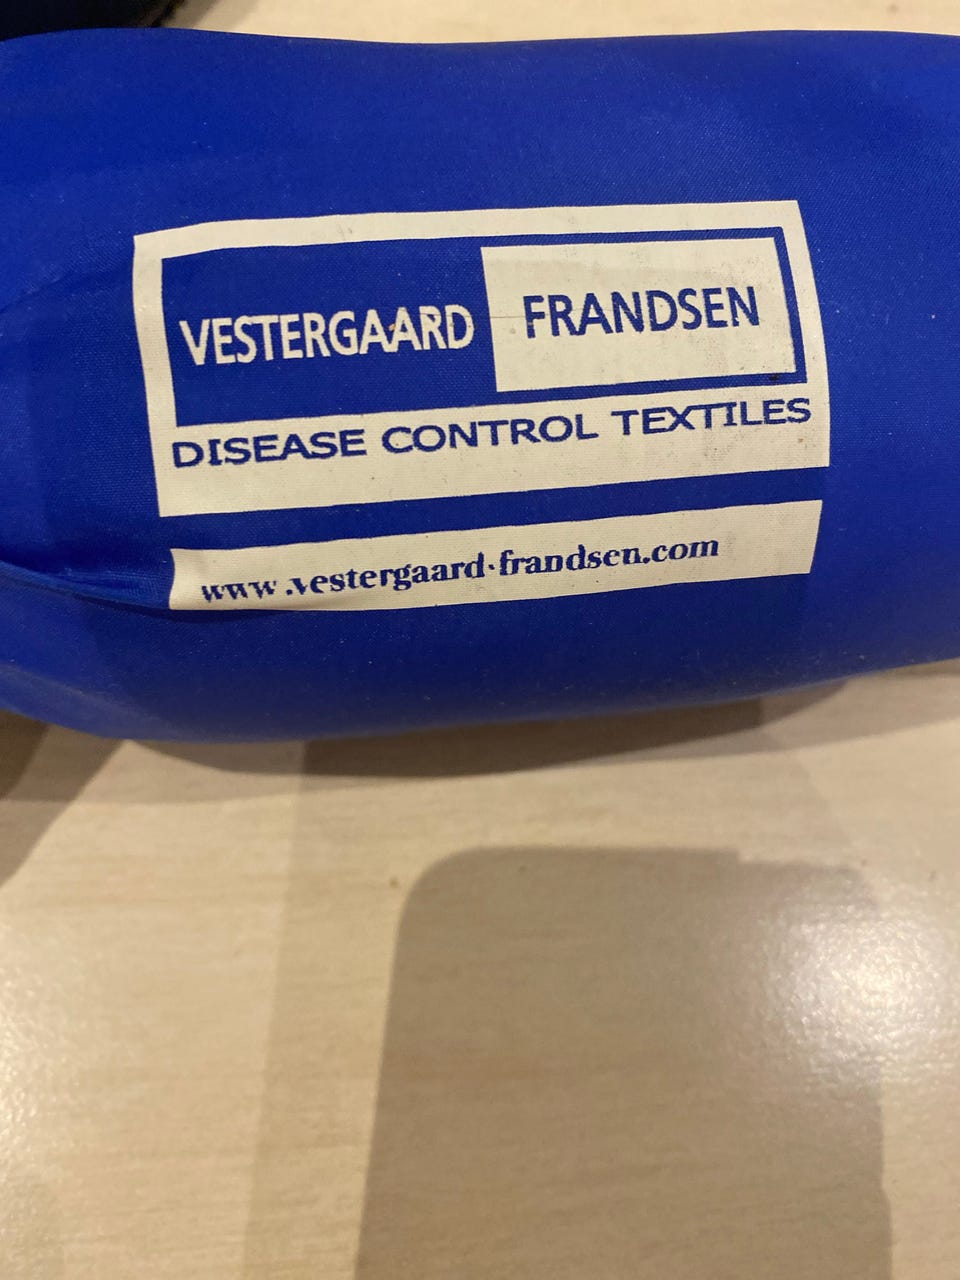 VESTERGAARD FRANDSEN
DISEASE CONTROL TEXTILES
www.vestergaard-frandsen.com